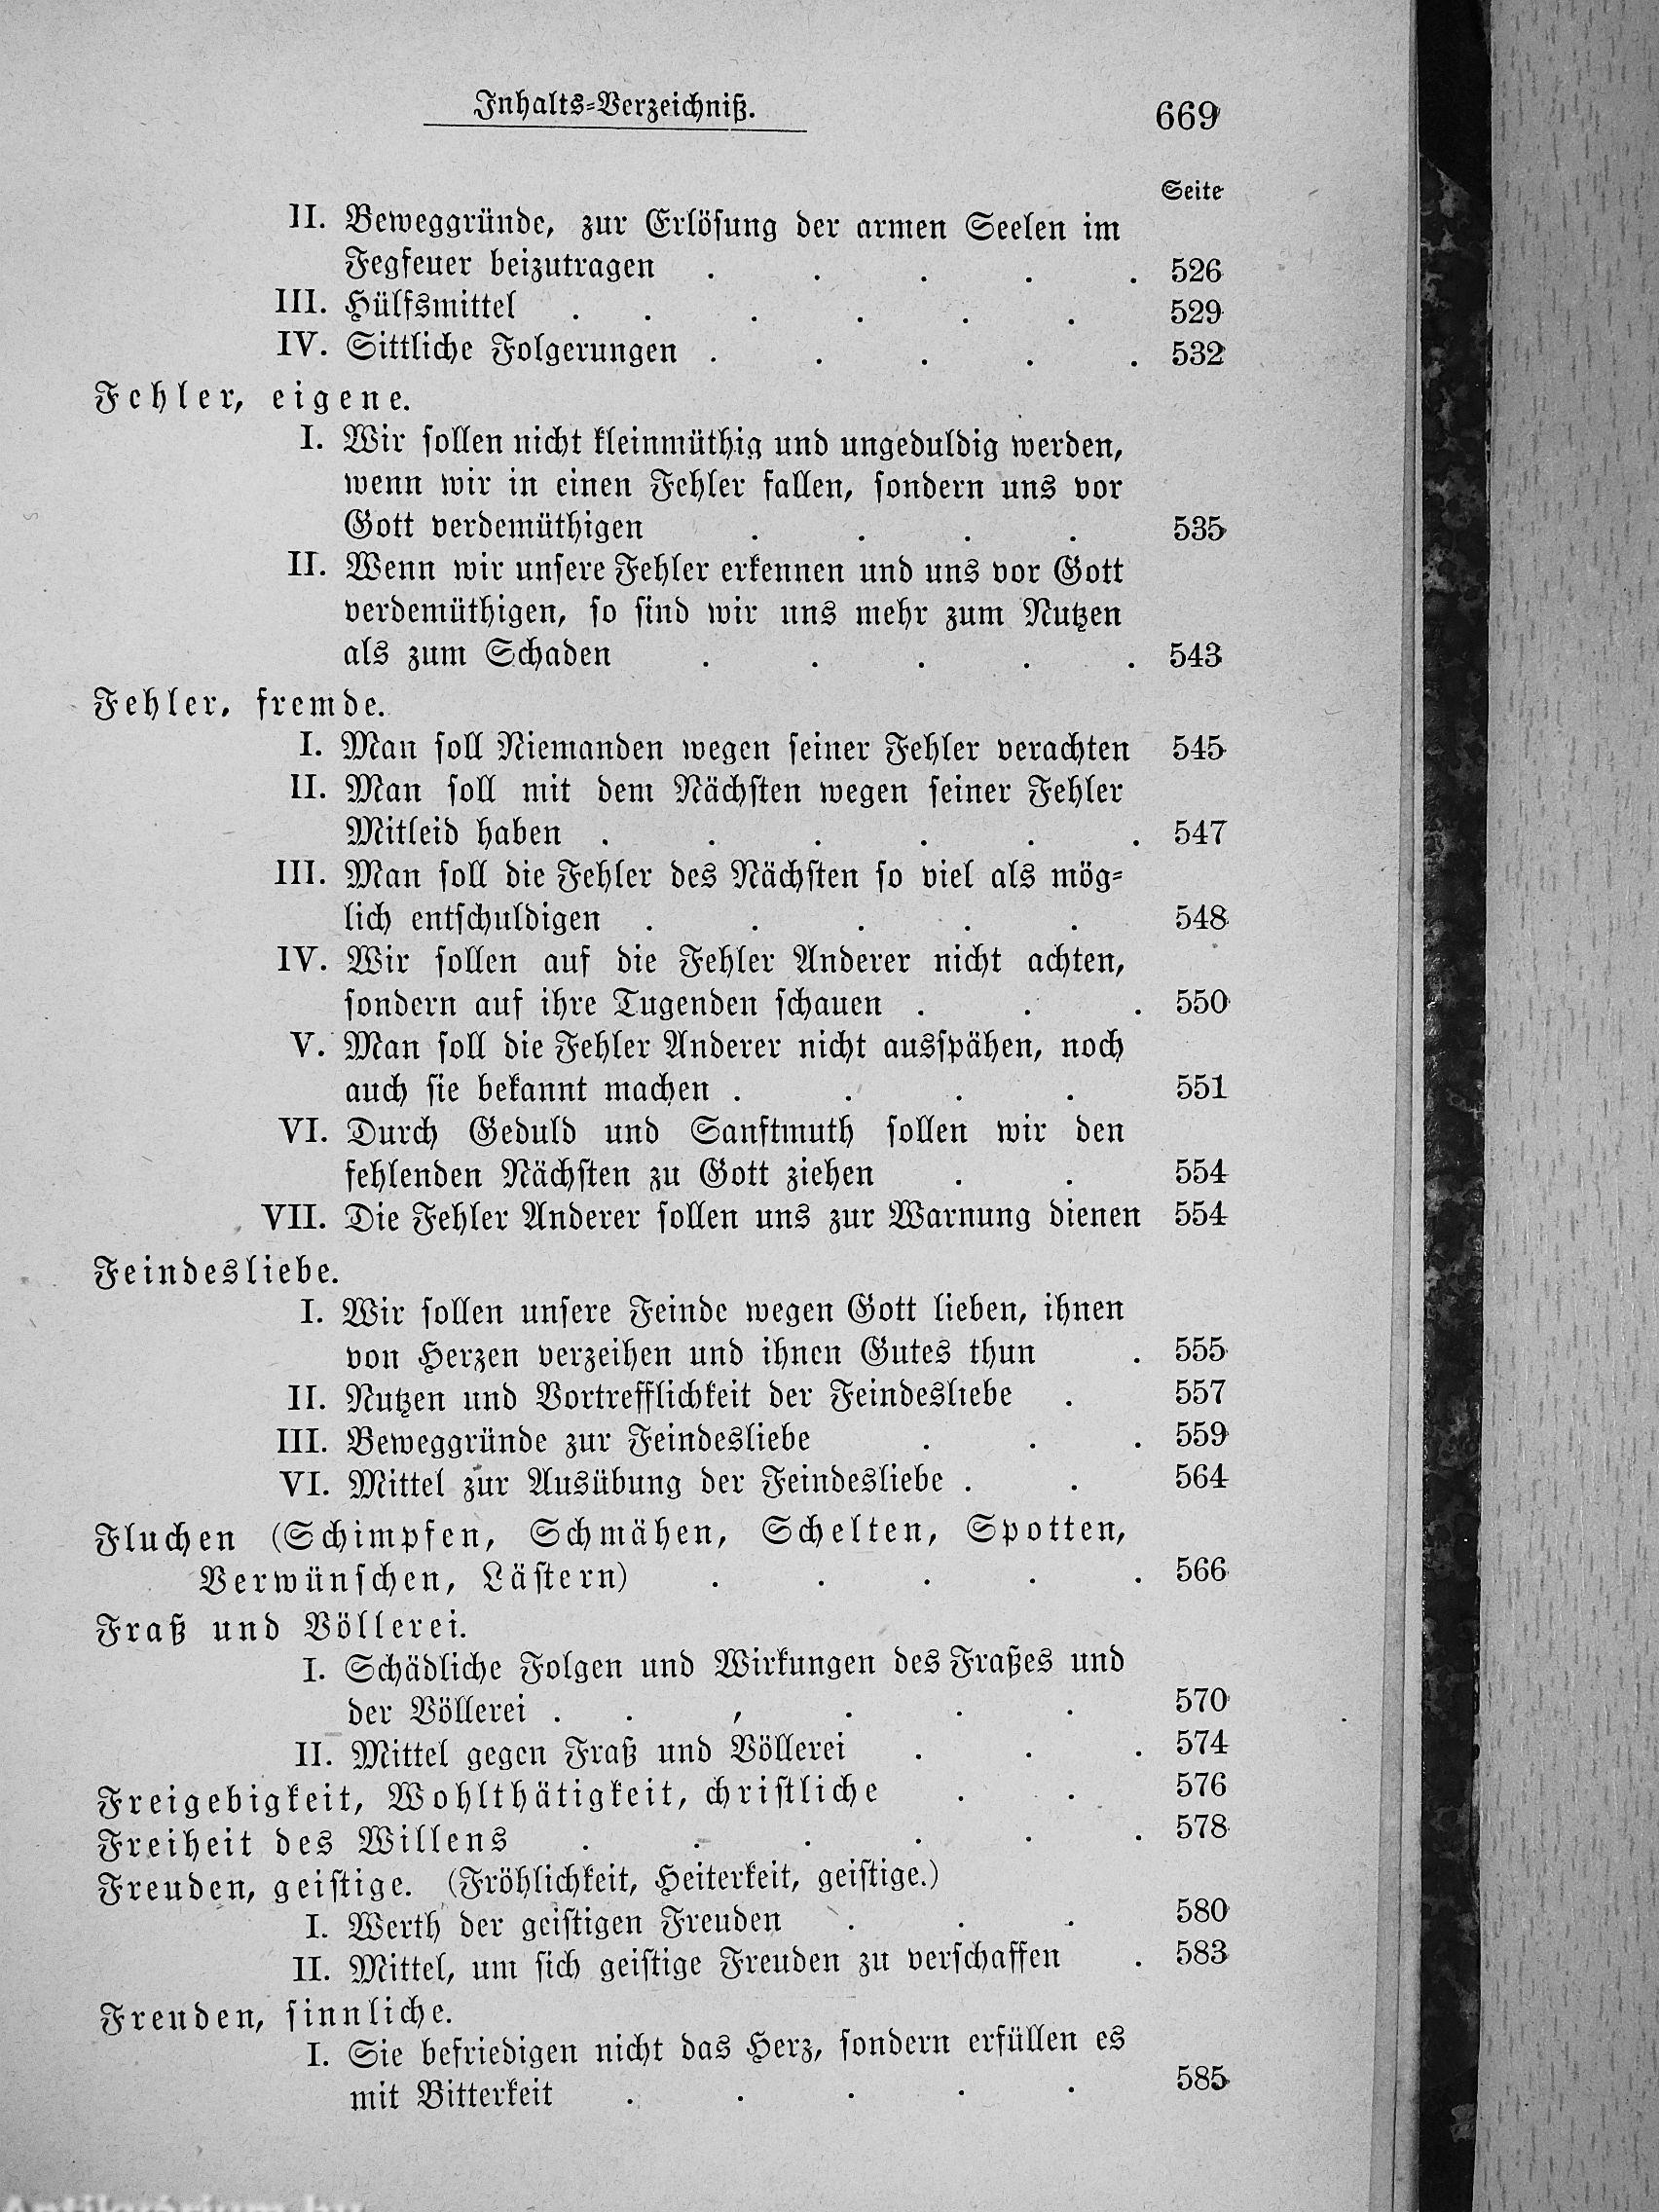 Inhalts-Verzeichniß.
669
Seite
II. Beweggründe, zur Erlösung der armen Seelen im
Fegfeuer beizutragen . . . . . 526
III. Hülfsmittel . . . . . . 529
IV. Sittliche Folgerungen . . . . . 532
Fehler, eigene.
I. Wir sollen nicht kleinmüthig und ungeduldig werden,
wenn wir in einen Fehler fallen, sondern uns vor
Gott verdemüthigen . . . . 535
II. Wenn wir unsere Fehler erkennen und uns vor Gott
verdemüthigen, so sind wir uns mehr zum Nutzen
als zum Schaden . . . . . 543
Fehler, fremde.
I. Man soll Niemanden wegen seiner Fehler verachten 545
II. Man soll mit dem Nächsten wegen seiner Fehler
Mitleid haben . . . . . . 547
III. Man soll die Fehler des Nächsten so viel als mög-
lich entschuldigen . . . . . 548
IV. Wir sollen auf die Fehler Anderer nicht achten,
sondern auf ihre Tugenden schauen . . . 550
V. Man soll die Fehler Anderer nicht ausspähen, noch
auch sie bekannt machen . . . . 551
VI. Durch Geduld und Sanftmuth sollen wir den
fehlenden Nächsten zu Gott ziehen . . 554
VII. Die Fehler Anderer sollen uns zur Warnung dienen 554
Feindesliebe.
I. Wir sollen unsere Feinde wegen Gott lieben, ihnen
von Herzen verzeihen und ihnen Gutes thun . 555
II. Nutzen und Vortrefflichkeit der Feindesliebe . 557
III. Beweggründe zur Feindesliebe . . . 559
VI. Mittel zur Ausübung der Feindesliebe . . 564
Fluchen (Schimpfen, Schmähen, Schelten, Spotten,
Verwünschen, Lästern) . . . . . 566
Fraß und Völlerei.
I. Schädliche Folgen und Wirkungen des Fraßes und
der Völlerei . . , . . . 570
II. Mittel gegen Fraß und Völlerei . . . 574
Freigebigkeit, Wohlthätigkeit, christliche . . 576
Freiheit des Willens . . . . . . 578
Freuden, geistige. (Fröhlichkeit, Heiterkeit, geistige.)
I. Werth der geistigen Freuden . . . 580
II. Mittel, um sich geistige Freuden zu verschaffen . 583
Freuden, sinnliche.
I. Sie befriedigen nicht das Herz, sondern erfüllen es
mit Bitterkeit . . . . . 585